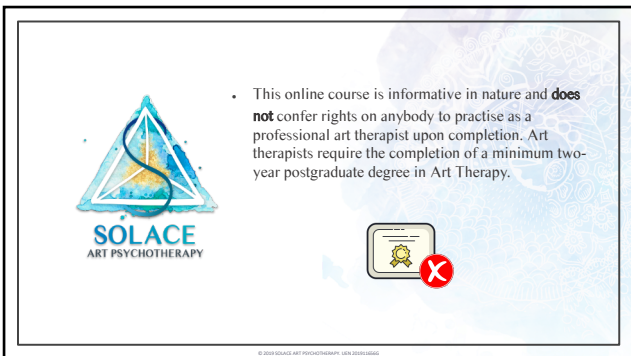 This online course is informative in nature and does
not confer rights on anybody to practise as a
professional art therapist upon completion. Art
therapists require the completion of a minimum two-
year postgraduate degree in Art Therapy.
SOLACE
ART PSYCHOTHERAPY
© 2019 SOLACE ART PSYCHOTHERAPY. UEN